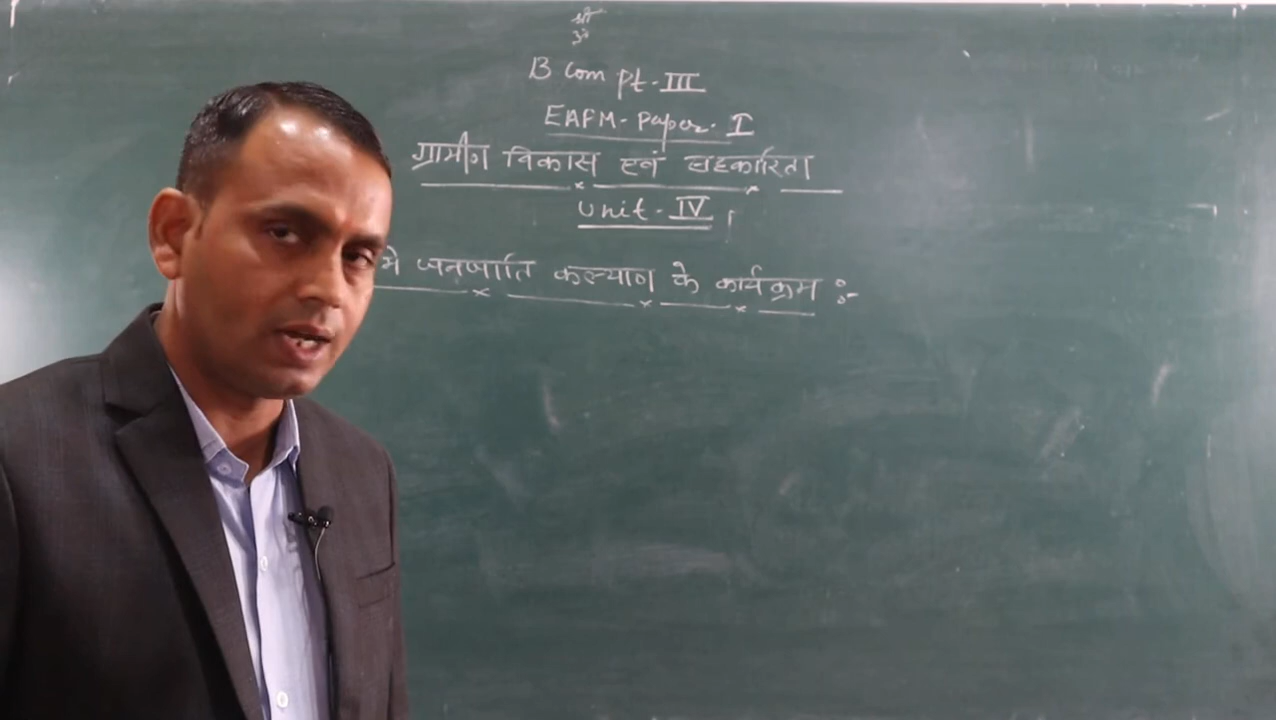 श्री
ॐ
B Com pt. III
EAFM. Paper. I
ग्रामीण विकास एवं सहकारिता
Unit - IV
मे जनजाति कल्याण के कार्यक्रम :-